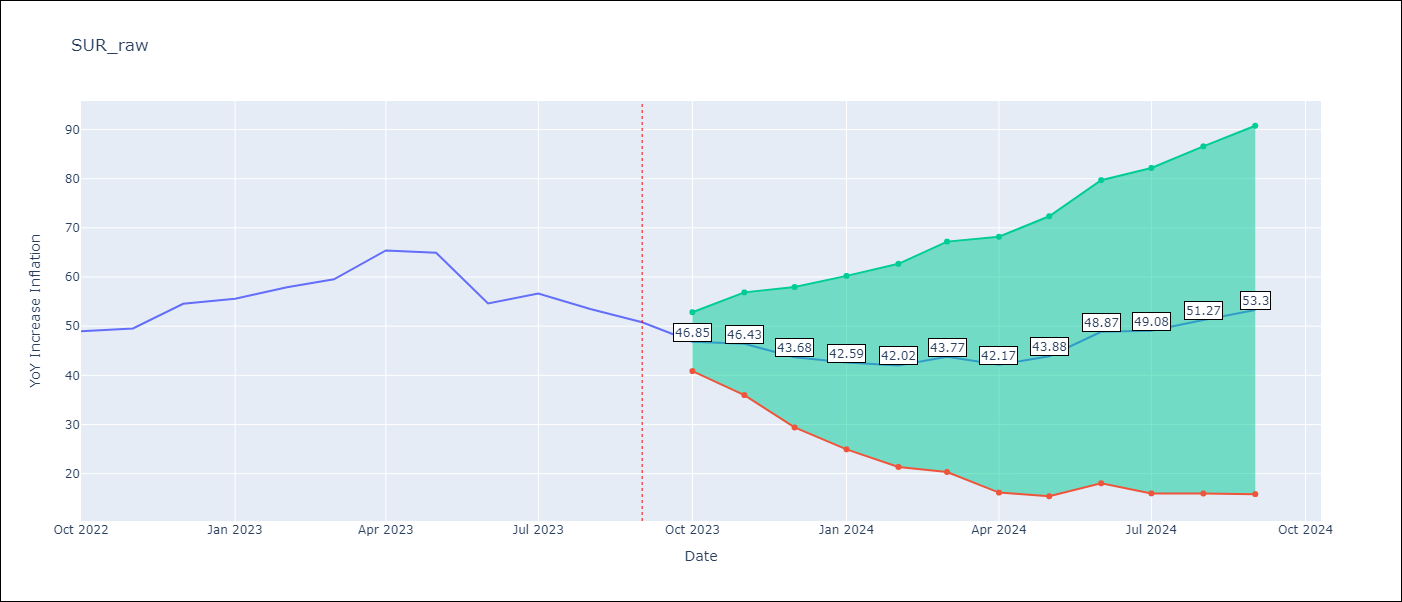 SUR_raw
YoY Increase Inflation
90
80
70
60
50
40
30
20
46.85
46.43
43.68
42.59
42.02
43.77
42.17
43.88
48.87
49.08
51.27
53.3
Oct 2022
Jan 2023
Apr 2023
Jul 2023
Oct 2023
Jan 2024
Apr 2024
Jul 2024
Oct 2024
Date